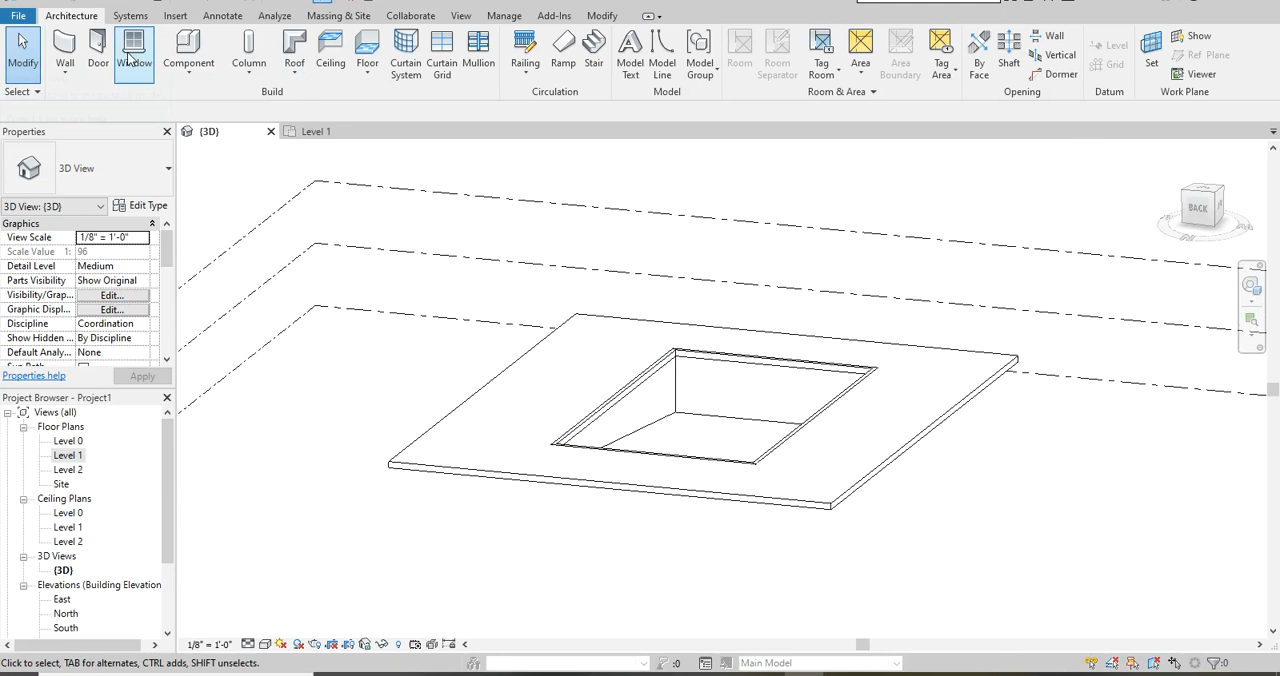 File Architecture Structure Systems Insert Annotate Analyze Massing & Site Collaborate View Manage Add-Ins Modify
Modify Wall Door Window Component Column Roof Ceiling Floor Curtain System Curtain Grid Mullion Railing Ramp Stair Model Text Model Line Model Group Room Room Separator Tag Room Area Area Boundary Tag Area By Face Shaft Wall Vertical Dormer Level Grid Set Show Ref Plane Viewer
Select Build Circulation Model Room & Area Opening Datum Work Plane
Properties
{3D} Level 1
3D View
3D View: {3D} Edit Type
Graphics
View Scale 1/8" = 1'-0"
Scale Value 1: 96
Detail Level Medium
Parts Visibility Show Original
Visibility/Grap... Edit...
Graphic Displ... Edit...
Discipline Coordination
Show Hidden ... By Discipline
Default Analy... None
Properties help Apply
Project Browser - Project1
Views (all)
Floor Plans
Level 0
Level 1
Level 2
Site
Ceiling Plans
Level 0
Level 1
Level 2
3D Views
{3D}
Elevations (Building Elevation
East
North
South
BACK
1/8" = 1'-0"
Click to select, TAB for alternates, CTRL adds, SHIFT unselects.
:0 Main Model :0